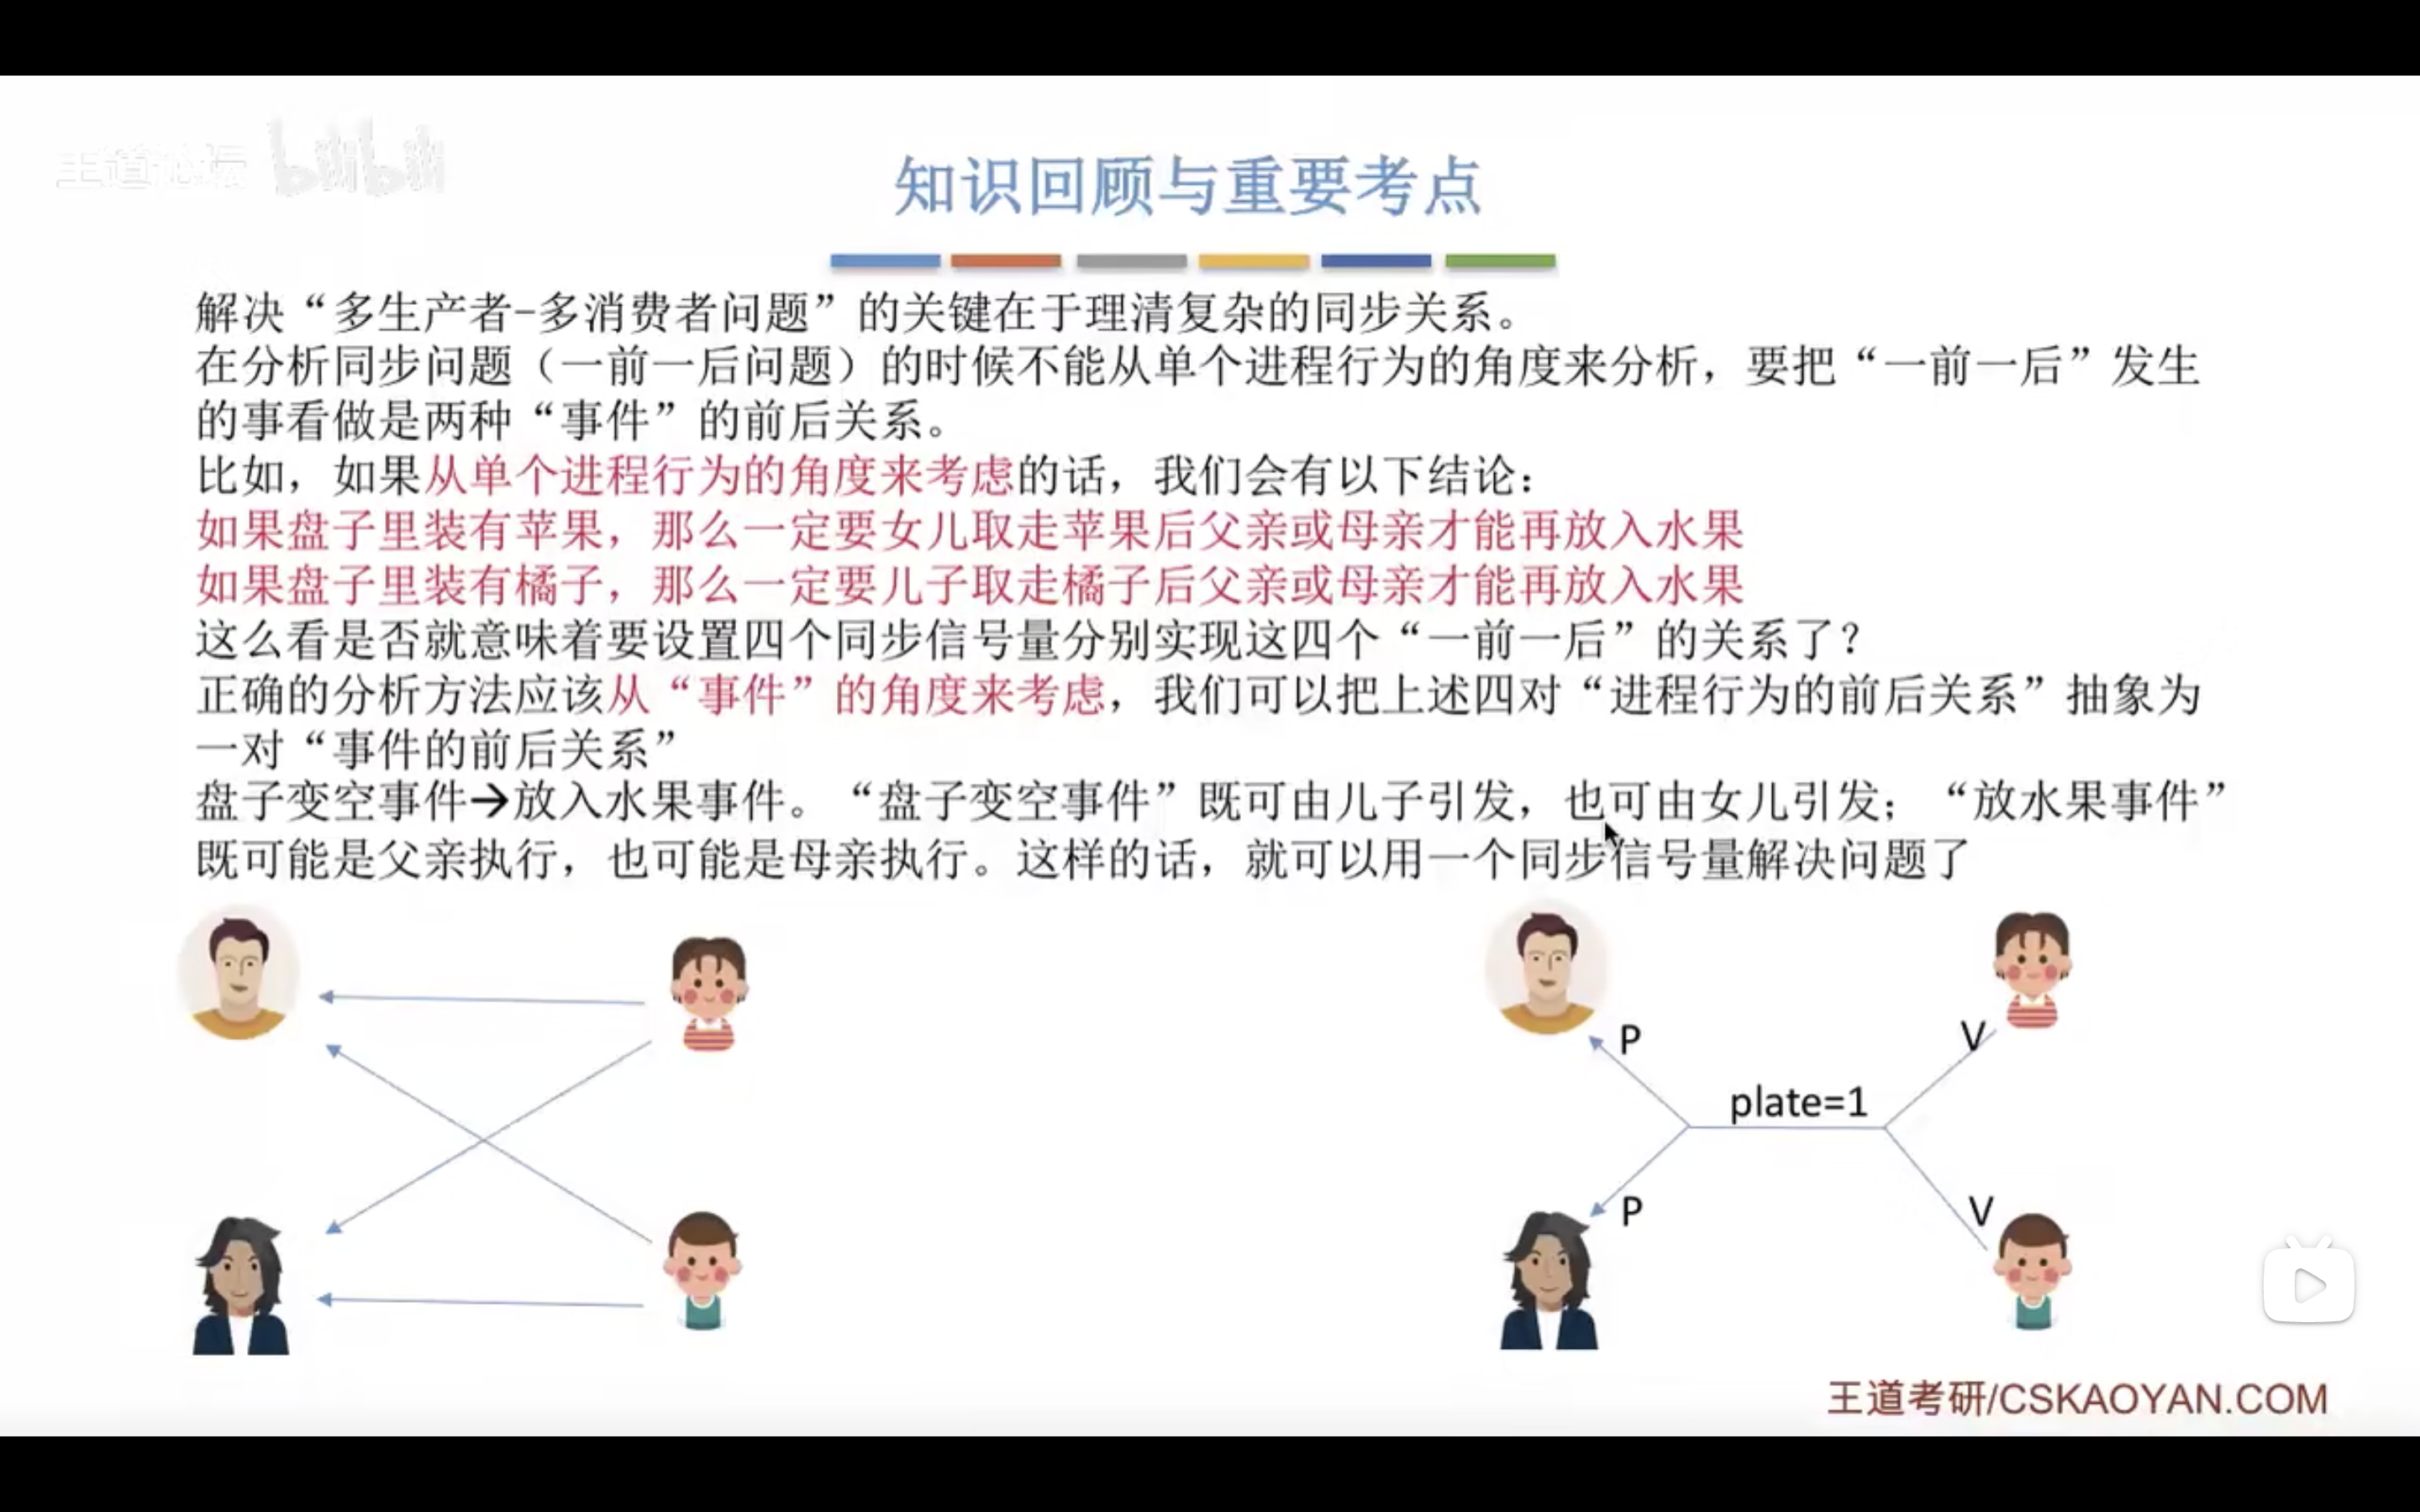 王道论坛 bilibili
知识回顾与重要考点
解决“多生产者-多消费者问题”的关键在于理清复杂的同步关系。
在分析同步问题（一前一后问题）的时候不能从单个进程行为的角度来分析，要把“一前一后”发生
的事看做是两种“事件”的前后关系。
比如，如果从单个进程行为的角度来考虑的话，我们会有以下结论：
如果盘子里装有苹果，那么一定要女儿取走苹果后父亲或母亲才能再放入水果
如果盘子里装有橘子，那么一定要儿子取走橘子后父亲或母亲才能再放入水果
这么看是否就意味着要设置四个同步信号量分别实现这四个“一前一后”的关系了？
正确的分析方法应该从“事件”的角度来考虑，我们可以把上述四对“进程行为的前后关系”抽象为
一对“事件的前后关系”
盘子变空事件→放入水果事件。“盘子变空事件”既可由儿子引发，也可由女儿引发；“放水果事件”
既可能是父亲执行，也可能是母亲执行。这样的话，就可以用一个同步信号量解决问题了
P
V
plate=1
P
V
王道考研/CSKAOYAN.COM